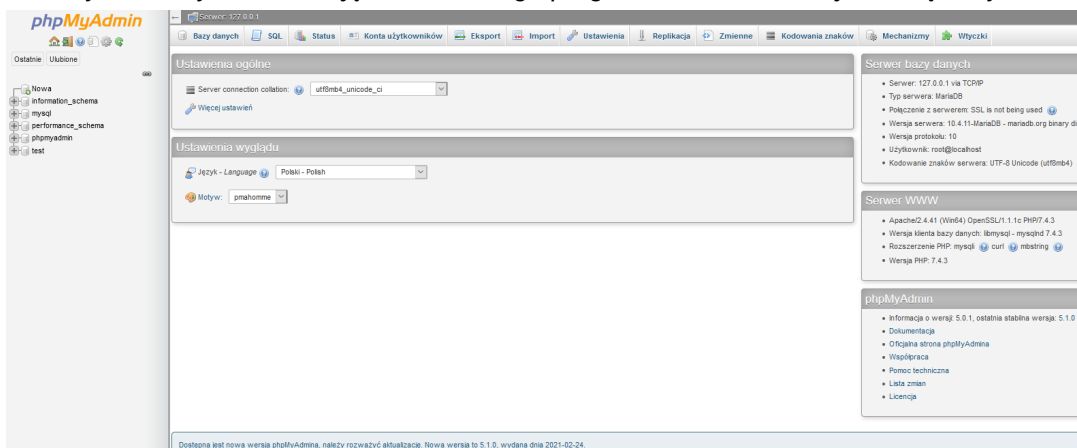 phpMyAdmin
Ostatnie Ulubione
Nowa
information_schema
mysql
performance_schema
phpmyadmin
test
Serwer: 127.0.0.1
Bazy danych SQL Status Konta użytkowników Eksport Import Ustawienia Replikacja Zmienne Kodowania znaków Mechanizmy Wtyczki
Ustawienia ogólne
Server connection collation: utf8mb4_unicode_ci
Więcej ustawień
Ustawienia wyglądu
Język - Language Polski - Polish
Motyw: pmahomme
Serwer bazy danych
Serwer: 127.0.0.1 via TCP/IP
Typ serwera: MariaDB
Połączenie z serwerem: SSL is not being used
Wersja serwera: 10.4.11-MariaDB - mariadb.org binary di
Wersja protokołu: 10
Użytkownik: root@localhost
Kodowanie znaków serwera: UTF-8 Unicode (utf8mb4)
Serwer WWW
Apache/2.4.41 (Win64) OpenSSL/1.1.1c PHP/7.4.3
Wersja klienta bazy danych: libmysql - mysqlnd 7.4.3
Rozszerzenie PHP: mysqli curl mbstring
Wersja PHP: 7.4.3
phpMyAdmin
Informacja o wersji: 5.0.1, ostatnia stabilna wersja: 5.1.0
Dokumentacja
Oficjalna strona phpMyAdmina
Współpraca
Pomoc techniczna
Lista zmian
Licencja
Dostępna jest nowa wersja phpMyAdmina, należy rozważyć aktualizację. Nowa wersja to 5.1.0, wydana dnia 2021-02-24.